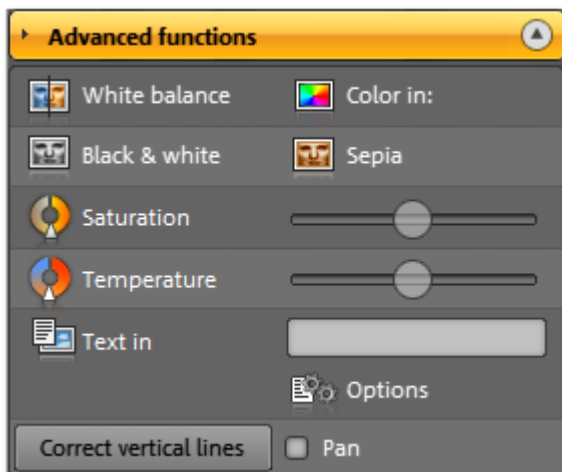 Advanced functions
White balance Color in:
Black & white Sepia
Saturation
Temperature
Text in
Options
Correct vertical lines Pan